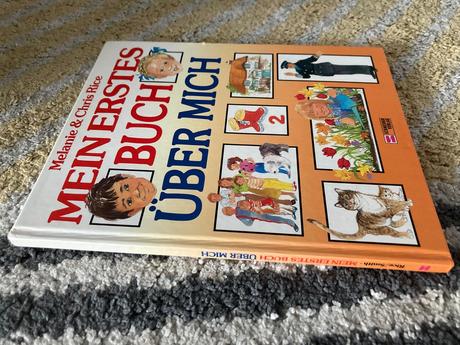 Melanie & Chris Rice
MEIN ERSTES
BUCH
ÜBER MICH
2
Rice/Smith · MEIN ERSTES BUCH ÜBER MICH